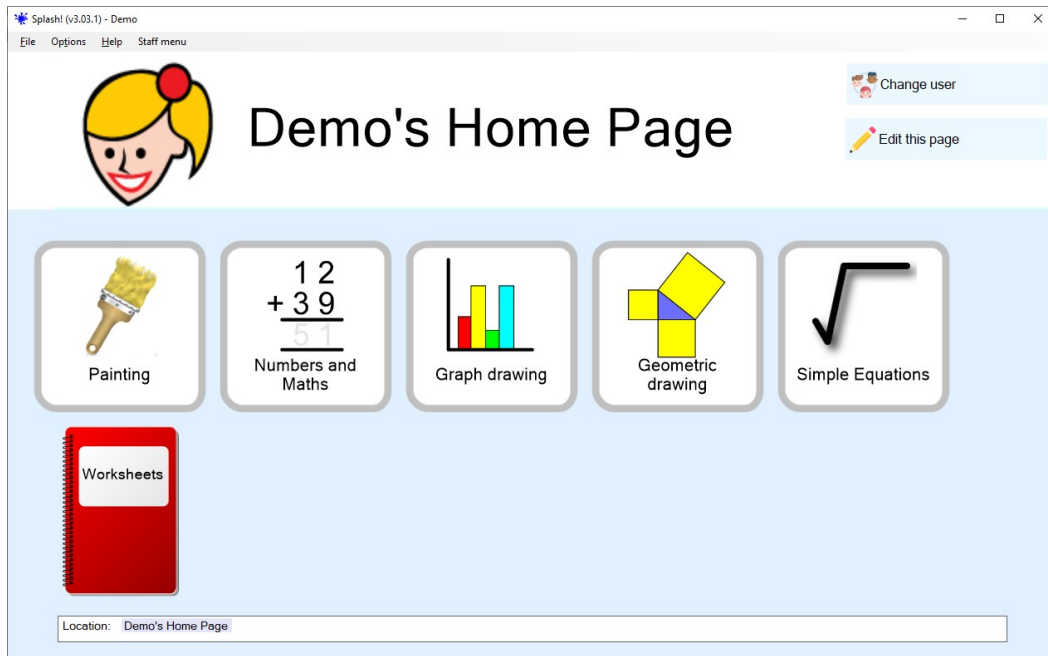 Splash! (v3.03.1) - Demo
File Options Help Staff menu
Demo's Home Page
Change user
Edit this page
1 2
+ 3 9
5 1
Painting
Numbers and
Maths
Graph drawing
Geometric
drawing
Simple Equations
Worksheets
Location: Demo's Home Page